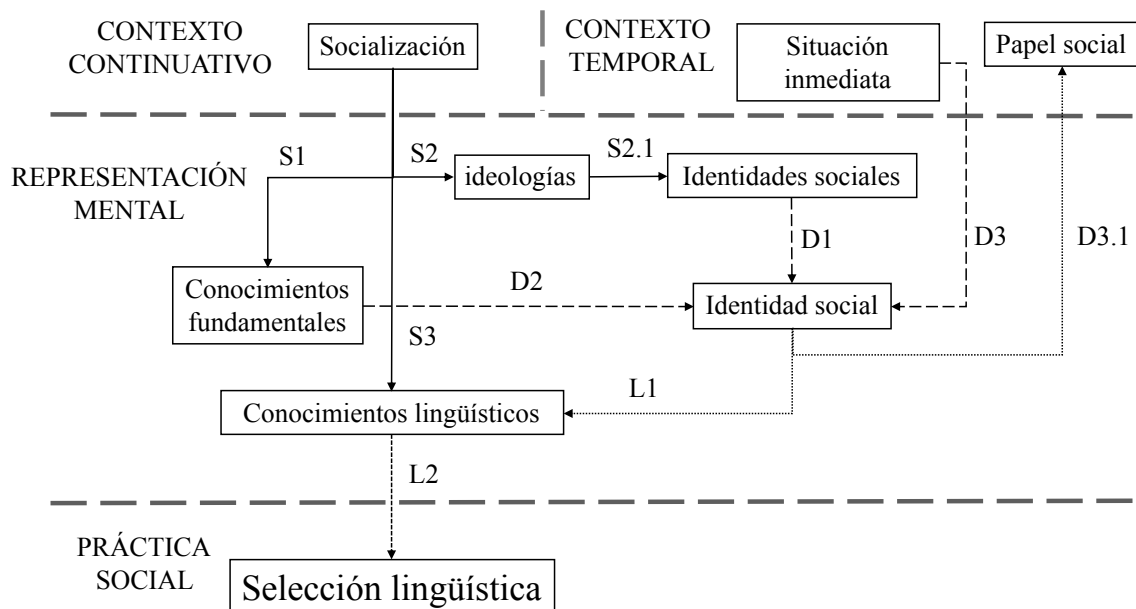 CONTEXTO
CONTINUATIVO
Socialización
CONTEXTO
TEMPORAL
Situación
inmediata
Papel social
REPRESENTACIÓN
MENTAL
S1
S2
ideologías
S2.1
Identidades sociales
D1
D3
D3.1
Conocimientos
fundamentales
D2
Identidad social
S3
Conocimientos lingüísticos
L1
L2
PRÁCTICA
SOCIAL
Selección lingüística